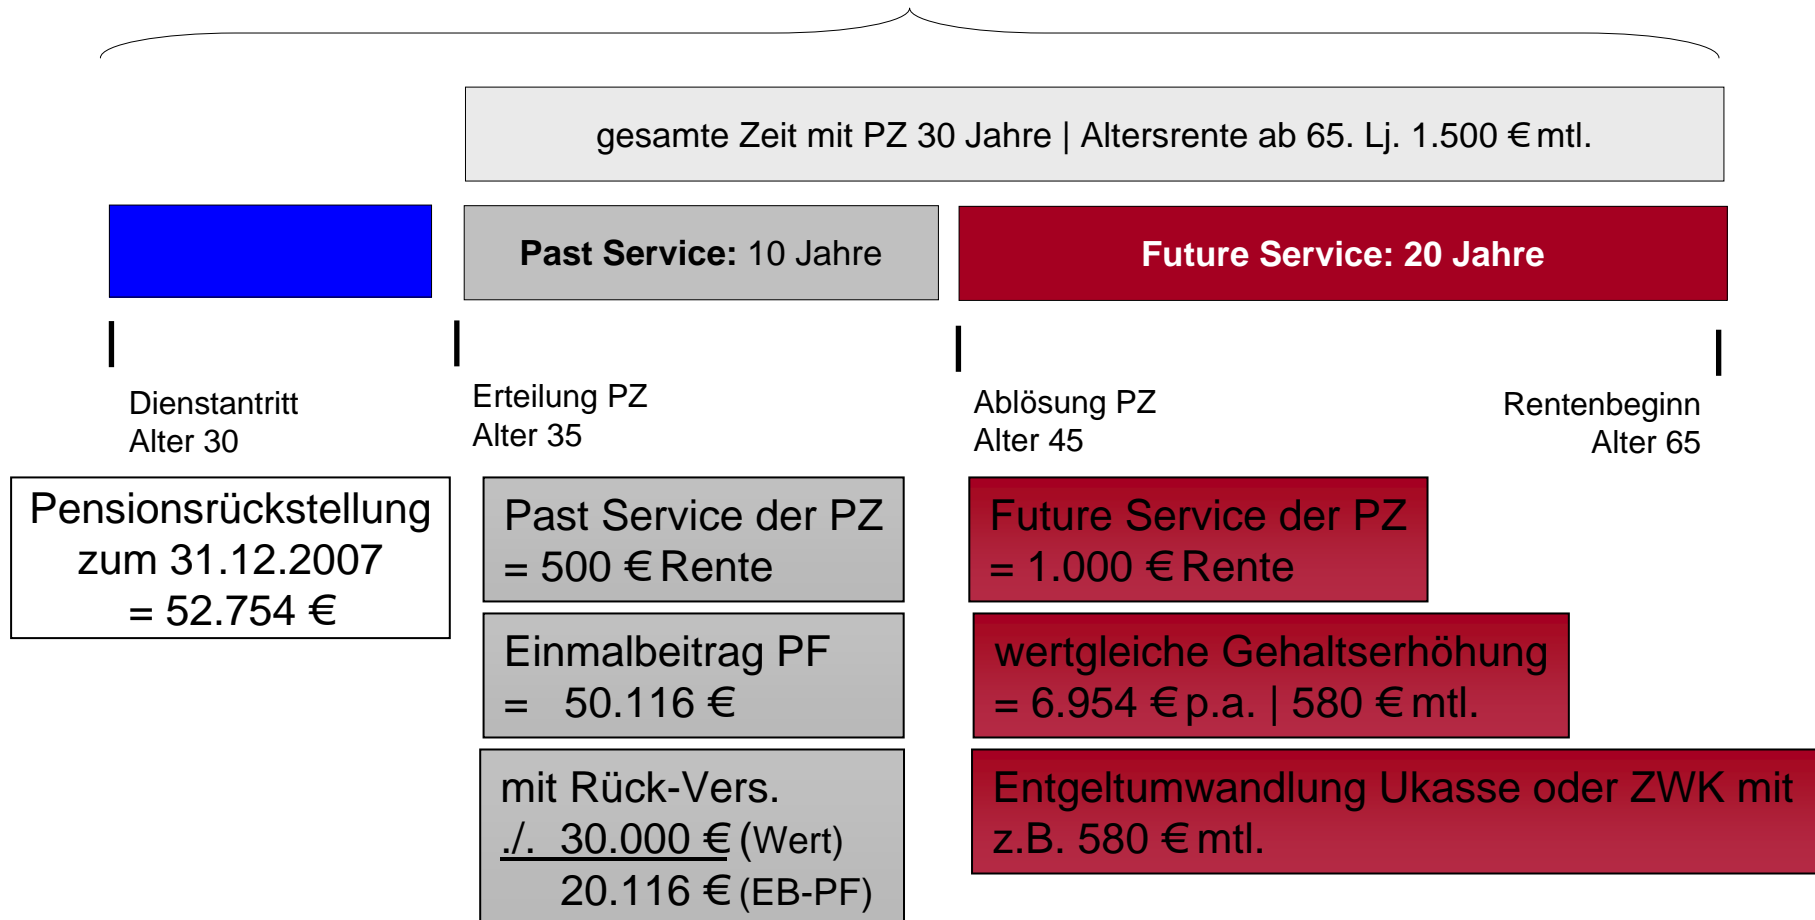 gesamte Zeit mit PZ 30 Jahre | Altersrente ab 65. Lj. 1.500 € mtl.
Past Service: 10 Jahre
Future Service: 20 Jahre
Dienstantritt
Alter 30
Erteilung PZ
Alter 35
Ablösung PZ
Alter 45
Rentenbeginn
Alter 65
Pensionsrückstellung
zum 31.12.2007
= 52.754 €
Past Service der PZ
= 500 € Rente
Einmalbeitrag PF
= 50.116 €
mit Rück-Vers.
./. 30.000 € (Wert)
20.116 € (EB-PF)
Future Service der PZ
= 1.000 € Rente
wertgleiche Gehaltserhöhung
= 6.954 € p.a. | 580 € mtl.
Entgeltumwandlung Ukasse oder ZWK mit
z.B. 580 € mtl.